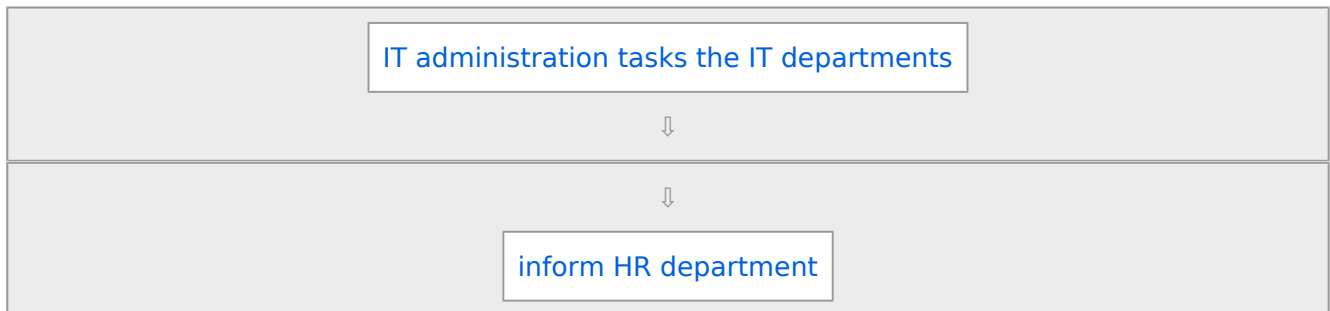 IT administration tasks the IT departments
⇩
⇩
inform HR department